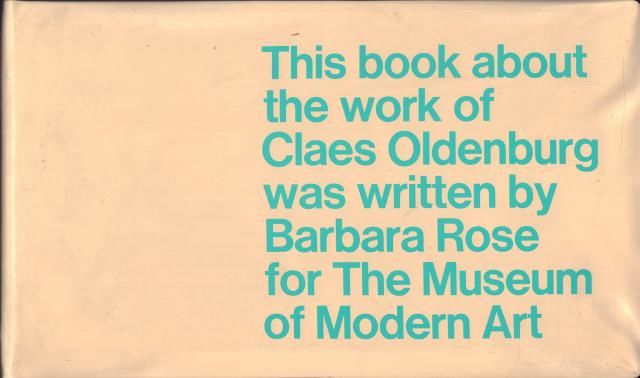 This book about
the work of
Claes Oldenburg
was written by
Barbara Rose
for The Museum
of Modern Art